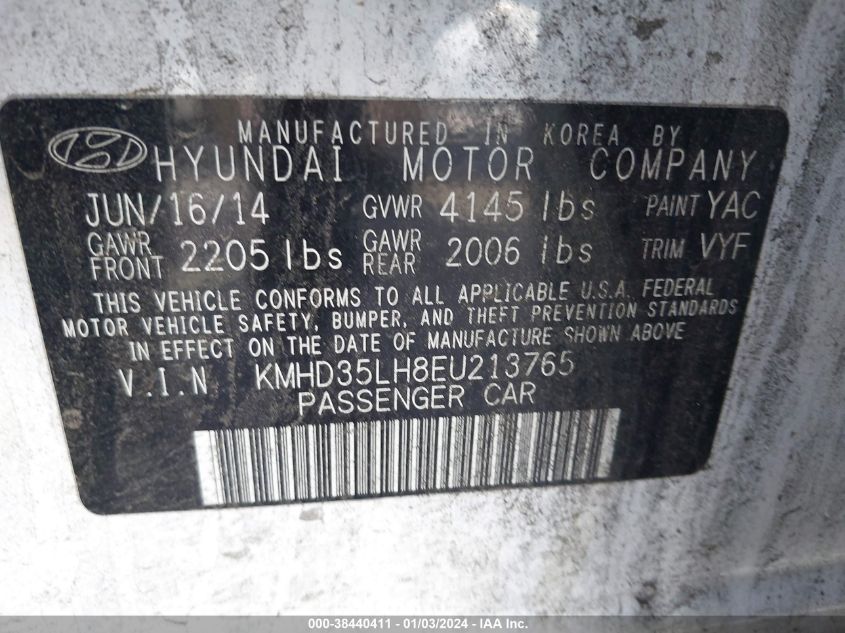 MANUFACTURED IN KOREA BY
HYUNDAI MOTOR COMPANY
JUN/16/14 GVWR 4145 lbs PAINT YAC
GAWR FRONT 2205 lbs GAWR REAR 2006 lbs TRIM VYF
THIS VEHICLE CONFORMS TO ALL APPLICABLE U.S.A. FEDERAL
MOTOR VEHICLE SAFETY, BUMPER, AND THEFT PREVENTION STANDARDS
IN EFFECT ON THE DATE OF MANUFACTURE SHOWN ABOVE
V.I.N KMHD35LH8EU213765
PASSENGER CAR
000-38440411 - 01/03/2024 - IAA Inc.